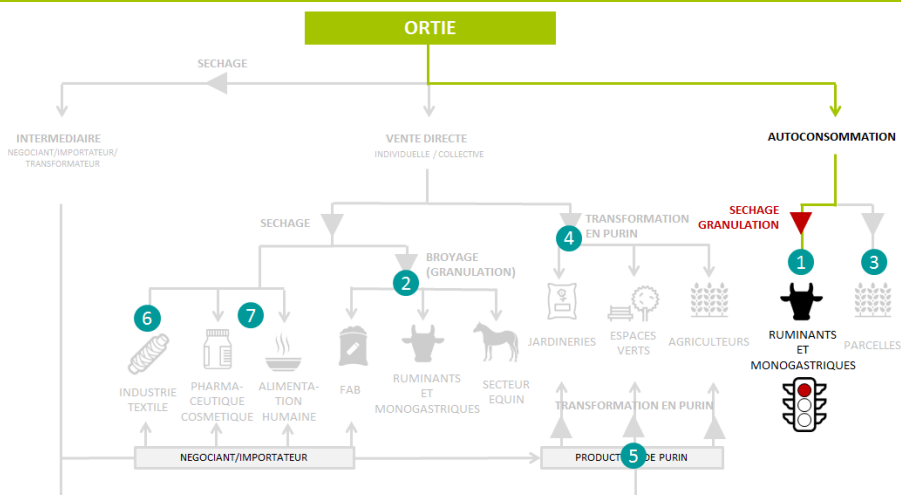 ORTIE
SECHAGE
INTERMEDIAIRE
NEGOCIANT/IMPORTATEUR/
TRANSFORMATEUR
VENTE DIRECTE
INDIVIDUELLE / COLLECTIVE
AUTOCONSOMMATION
SECHAGE
TRANSFORMATION
EN PURIN
4
SECHAGE
GRANULATION
BROYAGE
(GRANULATION)
2
1
3
6
7
INDUSTRIE
TEXTILE
PHARMA-
CEUTIQUE
COSMETIQUE
ALIMENTA-
TION
HUMAINE
FAB
RUMINANTS
ET
MONOGASTRIQUES
SECTEUR
EQUIN
JARDINERIES
ESPACES
VERTS
AGRICULTEURS
RUMINANTS
ET
MONOGASTRIQUES
PARCELLES
TRANSFORMATION EN PURIN
NEGOCIANT/IMPORTATEUR
PRODUCT DE PURIN
5